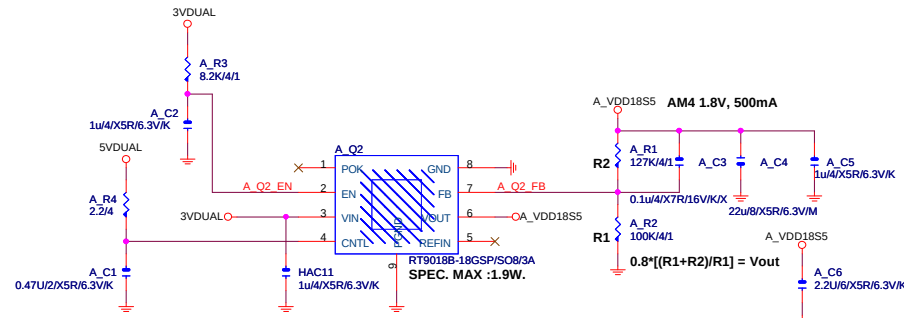 3VDUAL
A_R3
8.2K/4/1
A_C2
1u/4/X5R/6.3V/K
5VDUAL
A_R4
2.2/4
A_C1
0.47U/2/X5R/6.3V/K
A_Q2_EN
3VDUAL
HAC11
1u/4/X5R/6.3V/K
A_Q2
1 POK GND 8
2 EN FB 7
3 VIN VOUT 6
4 CNTL REFIN 5
PGND
9
RT9018B-18GSP/SO8/3A
SPEC. MAX :1.9W.
A_Q2_FB
A_VDD18S5
A_VDD18S5
AM4 1.8V, 500mA
R2
A_R1
127K/4/1
A_C3
0.1u/4/X7R/16V/K/X
A_C4
22u/8/X5R/6.3V/M
A_C5
1u/4/X5R/6.3V/K
R1
A_R2
100K/4/1
0.8*[(R1+R2)/R1] = Vout
A_VDD18S5
A_C6
2.2U/6/X5R/6.3V/K